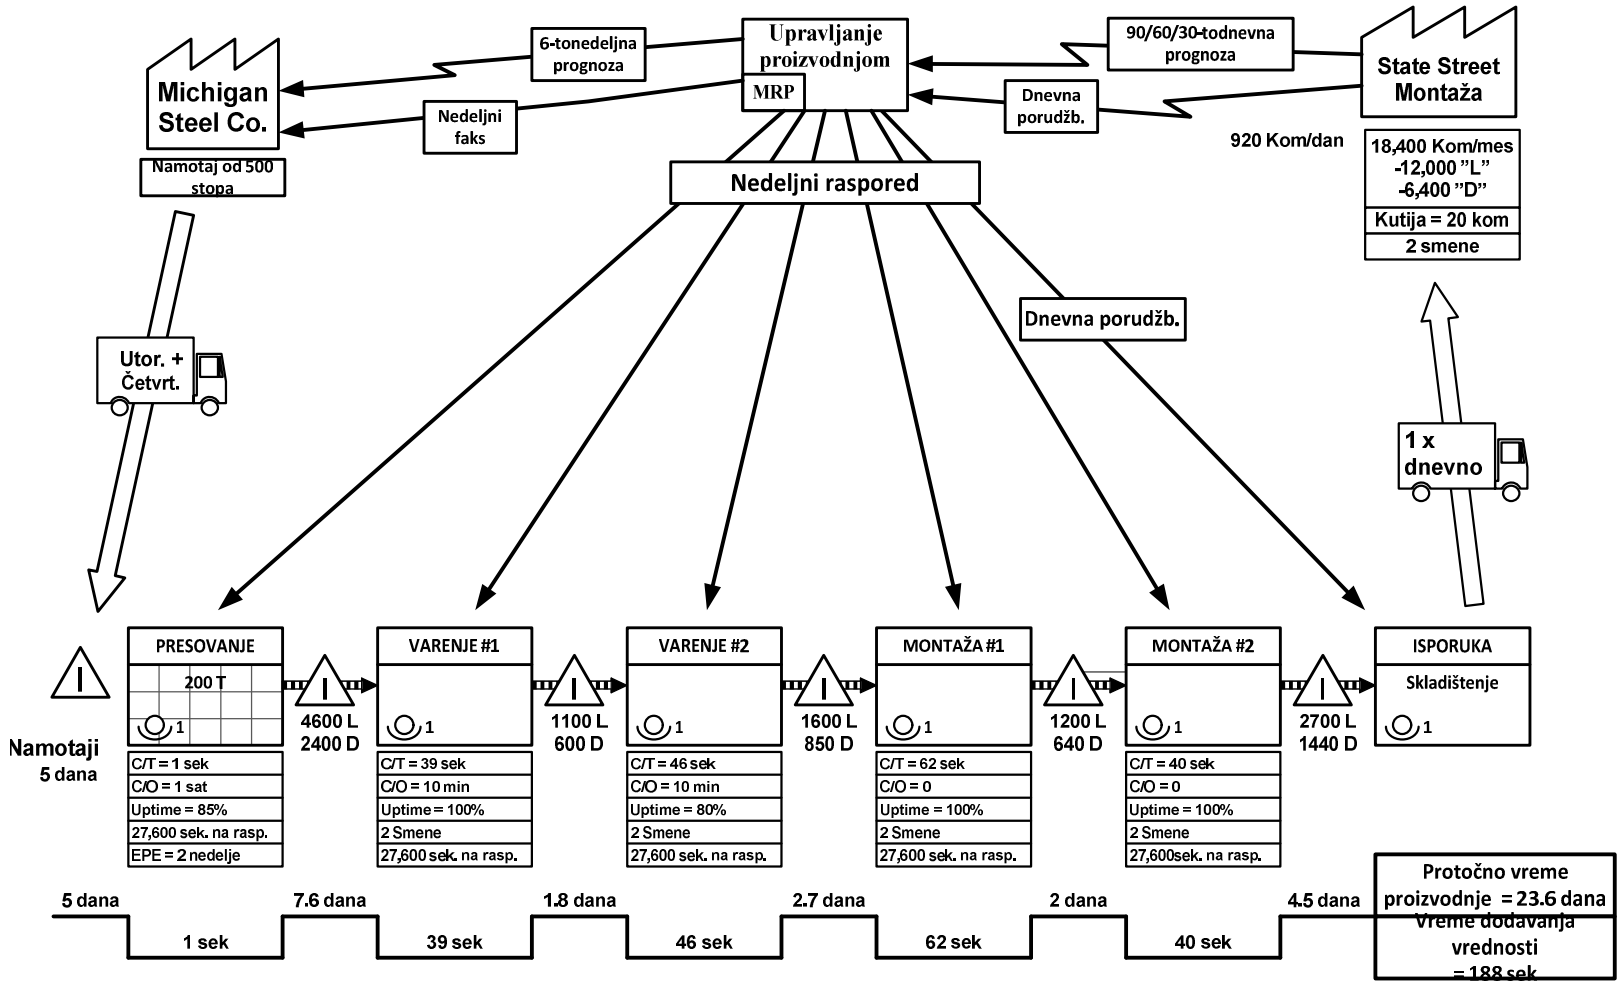 Michigan
Steel Co.
Namotaj od 500
stopa
6-tonedeljna
prognoza
Nedeljni
faks
Upravljanje
proizvodnjom
MRP
90/60/30-todnevna
prognoza
Dnevna
porudžb.
State Street
Montaža
920 Kom/dan
18,400 Kom/mes
-12,000 ”L”
-6,400 ”D”
Kutija = 20 kom
2 smene
Nedeljni raspored
Dnevna porudžb.
Utor. +
Četvrt.
1 x
dnevno
I
Namotaji
5 dana
PRESOVANJE
200 T
1
C/T = 1 sek
C/O = 1 sat
Uptime = 85%
27,600 sek. na rasp.
EPE = 2 nedelje
I
4600 L
2400 D
VARENJE #1
1
C/T = 39 sek
C/O = 10 min
Uptime = 100%
2 Smene
27,600 sek. na rasp.
I
1100 L
600 D
VARENJE #2
1
C/T = 46 sek
C/O = 10 min
Uptime = 80%
2 Smene
27,600 sek. na rasp.
I
1600 L
850 D
MONTAŽA #1
1
C/T = 62 sek
C/O = 0
Uptime = 100%
2 Smene
27,600 sek. na rasp.
I
1200 L
640 D
MONTAŽA #2
1
C/T = 40 sek
C/O = 0
Uptime = 100%
2 Smene
27,600sek. na rasp.
I
2700 L
1440 D
ISPORUKA
Skladištenje
1
5 dana
7.6 dana
1.8 dana
2.7 dana
2 dana
4.5 dana
1 sek
39 sek
46 sek
62 sek
40 sek
Protočno vreme
proizvodnje = 23.6 dana
Vreme dodavanja
vrednosti
= 188 sek